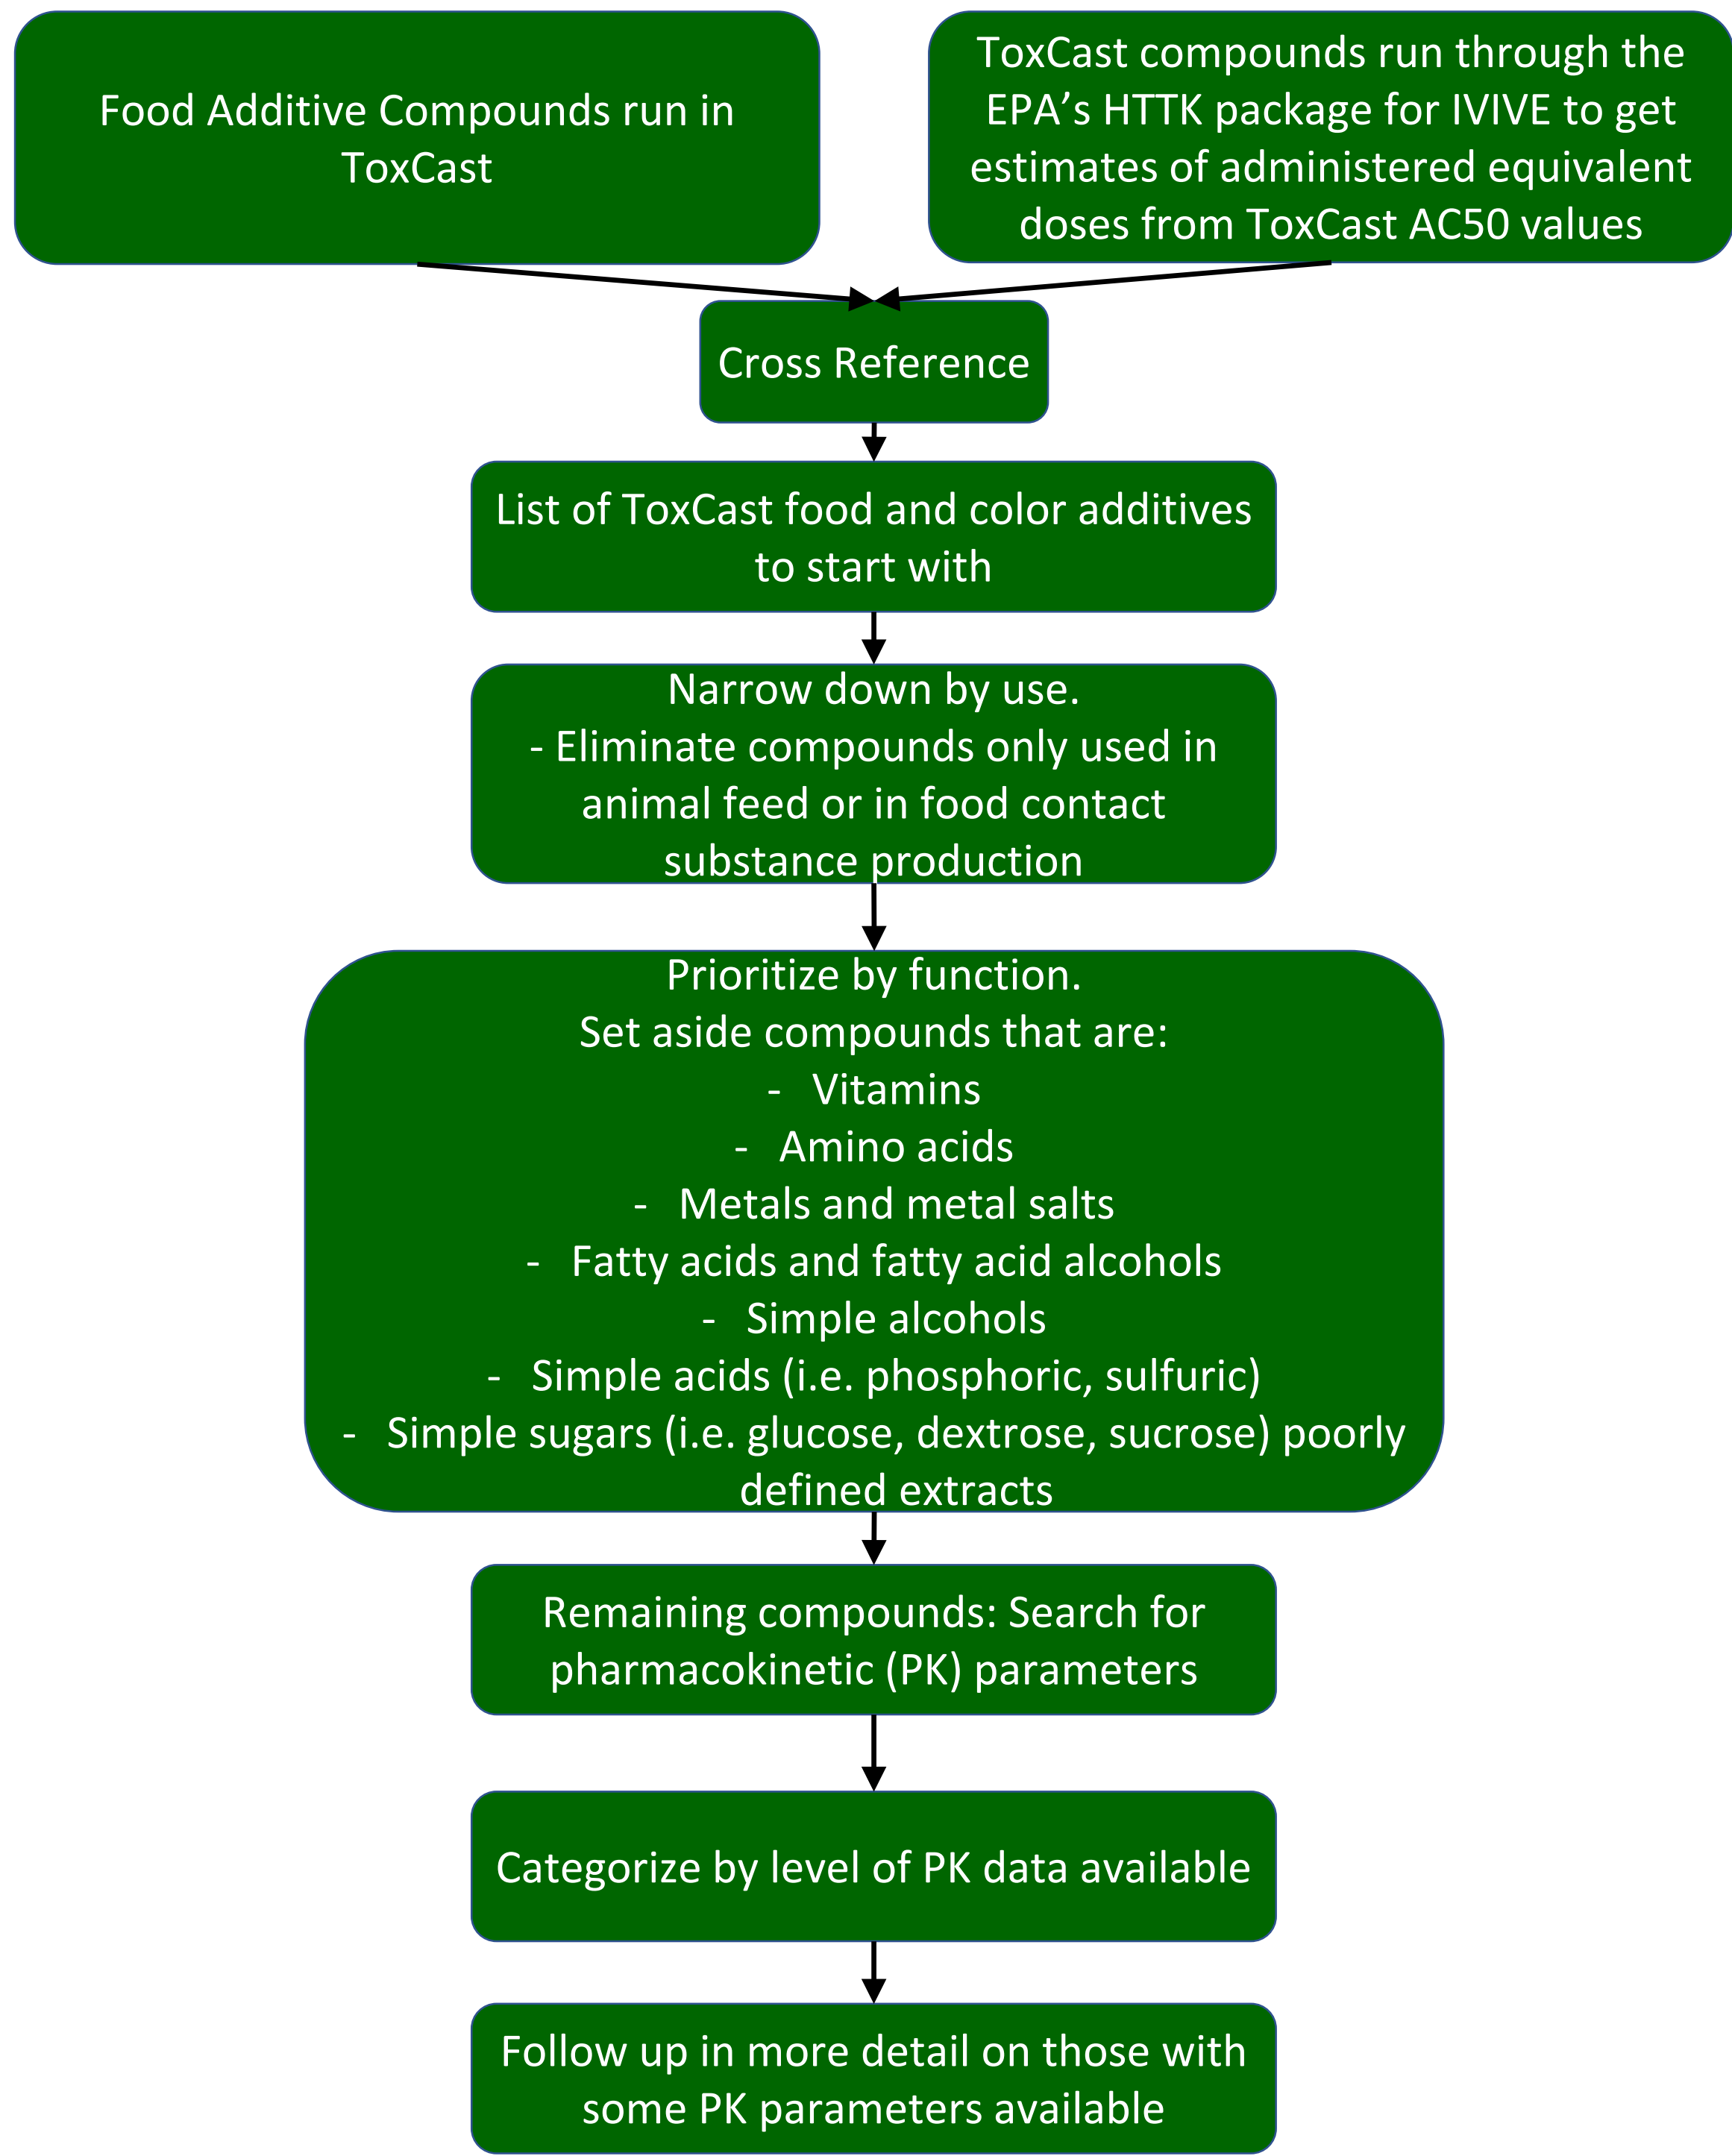 Food Additive Compounds run in
ToxCast
ToxCast compounds run through the
EPA’s HTTK package for IVIVE to get
estimates of administered equivalent
doses from ToxCast AC50 values
Cross Reference
List of ToxCast food and color additives
to start with
Narrow down by use.
- Eliminate compounds only used in
animal feed or in food contact
substance production
Prioritize by function.
Set aside compounds that are:
- Vitamins
- Amino acids
- Metals and metal salts
- Fatty acids and fatty acid alcohols
- Simple alcohols
- Simple acids (i.e. phosphoric, sulfuric)
- Simple sugars (i.e. glucose, dextrose, sucrose) poorly
defined extracts
Remaining compounds: Search for
pharmacokinetic (PK) parameters
Categorize by level of PK data available
Follow up in more detail on those with
some PK parameters available